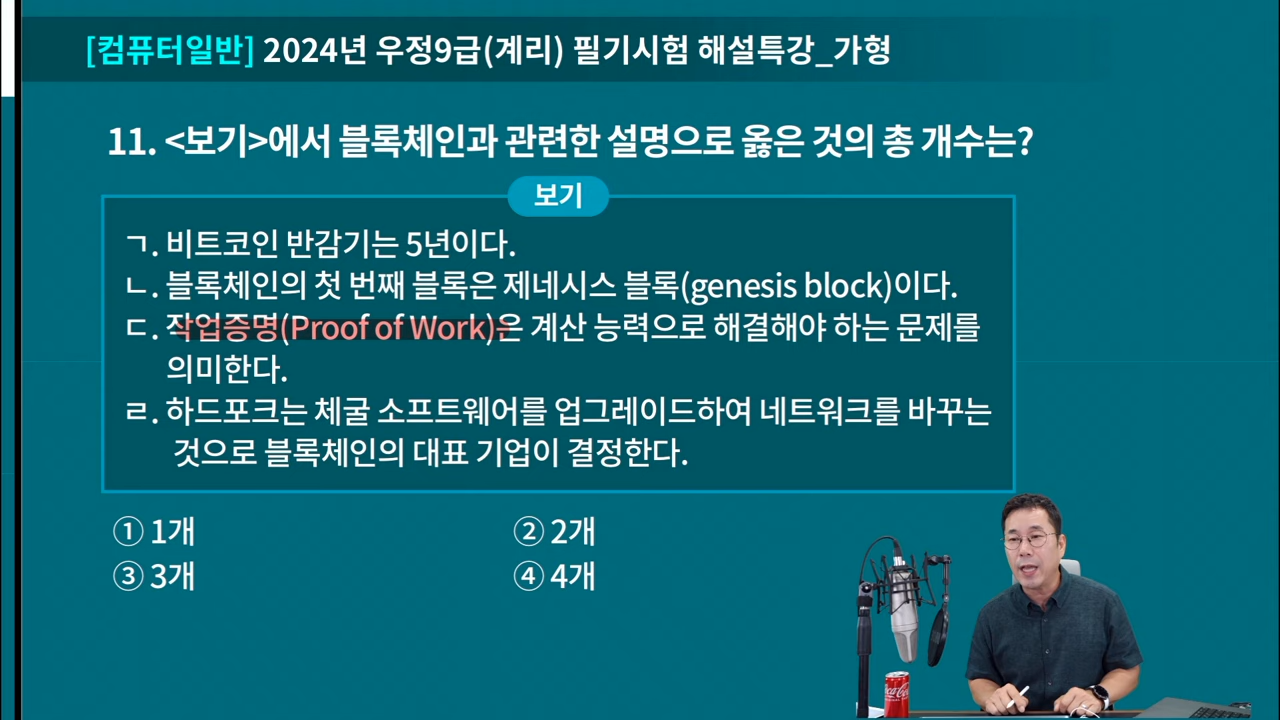 [컴퓨터일반] 2024년 우정9급(계리) 필기시험 해설특강_가형
11. <보기>에서 블록체인과 관련한 설명으로 옳은 것의 총 개수는?
보기
ㄱ. 비트코인 반감기는 5년이다.
ㄴ. 블록체인의 첫 번째 블록은 제네시스 블록(genesis block)이다.
ㄷ. 작업증명(Proof of Work)은 계산 능력으로 해결해야 하는 문제를
의미한다.
ㄹ. 하드포크는 체굴 소프트웨어를 업그레이드하여 네트워크를 바꾸는
것으로 블록체인의 대표 기업이 결정한다.
① 1개
② 2개
③ 3개
④ 4개
Coca-Cola